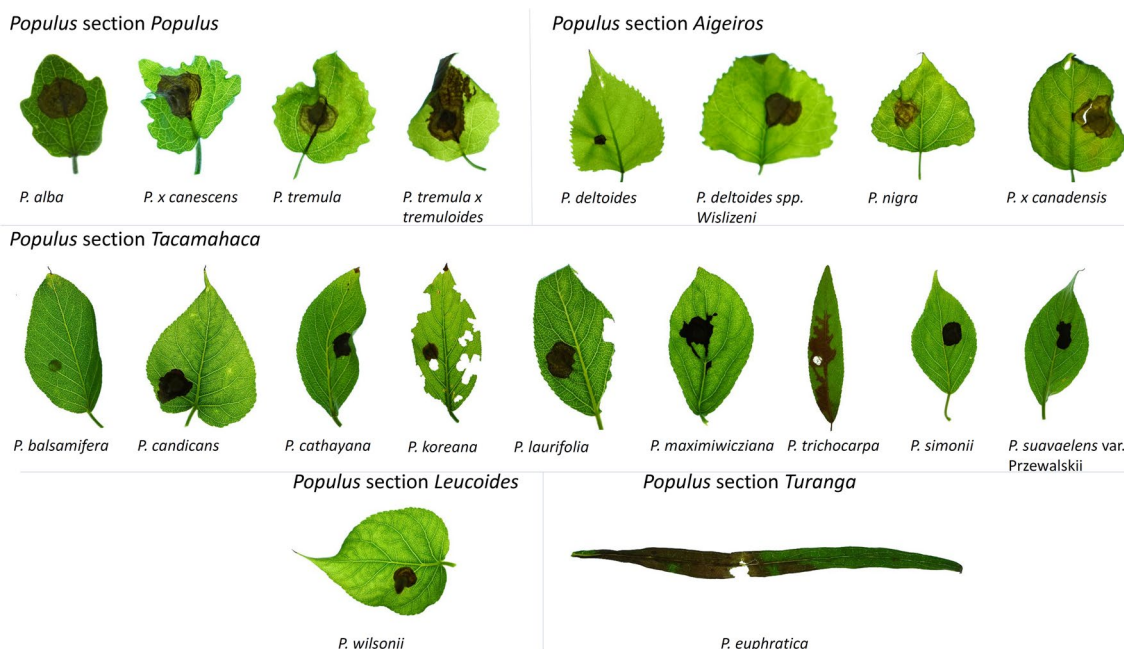 Populus section Populus
Populus section Aigeiros
P. alba
P. x canescens
P. tremula
P. tremula x
tremuloides
P. deltoides
P. deltoides spp.
Wislizeni
P. nigra
P. x canadensis
Populus section Tacamahaca
P. balsamifera
P. candicans
P. cathayana
P. koreana
P. laurifolia
P. maximiwicziana
P. trichocarpa
P. simonii
P. suavaelens var.
Przewalskii
Populus section Leucoides
Populus section Turanga
P. wilsonii
P. euphratica